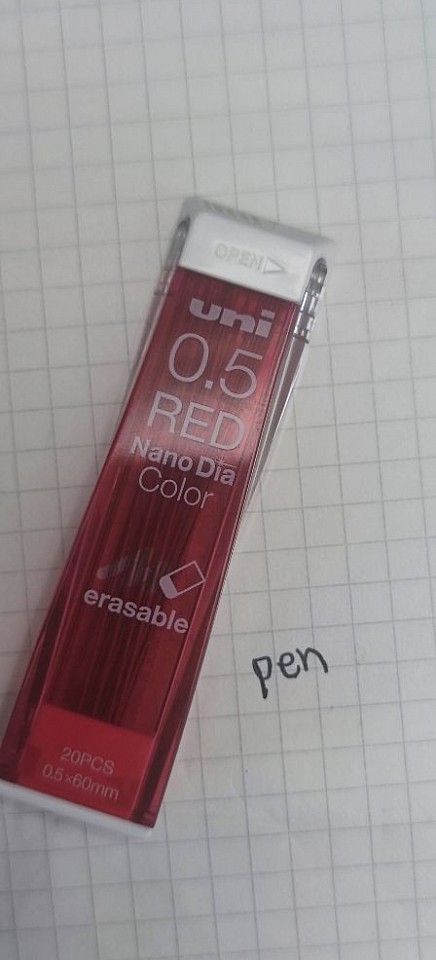 OPEN
uni
0.5
RED
Nano Dia
Color
erasable
pen
20PCS
0.5×60mm